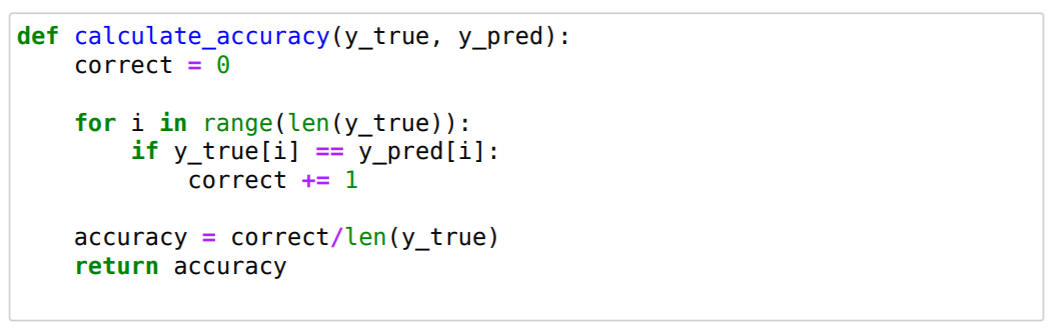 def calculate_accuracy(y_true, y_pred):
    correct = 0
    for i in range(len(y_true)):
        if y_true[i] == y_pred[i]:
            correct += 1
    accuracy = correct/len(y_true)
    return accuracy